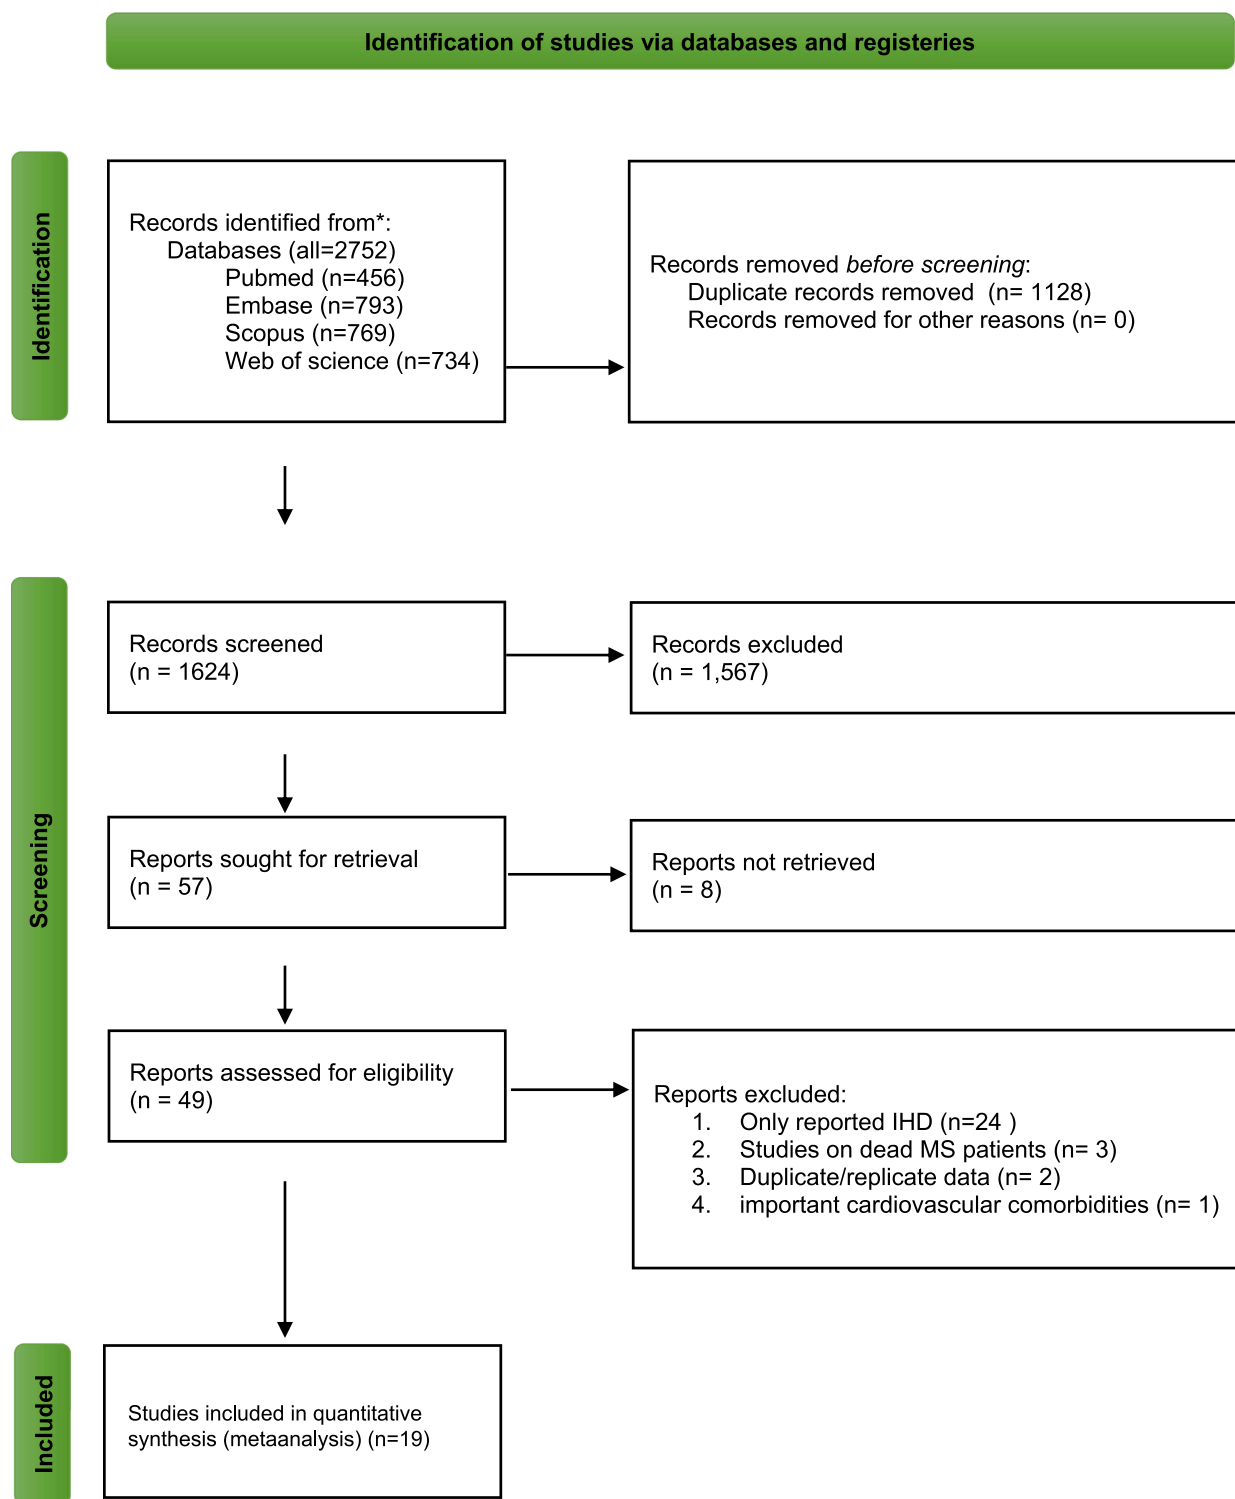 Identification of studies via databases and registeries
Identification
Records identified from*:
Databases (all=2752)
Pubmed (n=456)
Embase (n=793)
Scopus (n=769)
Web of science (n=734)
Records removed before screening:
Duplicate records removed (n= 1128)
Records removed for other reasons (n= 0)
Screening
Records screened
(n = 1624)
Records excluded
(n = 1,567)
Reports sought for retrieval
(n = 57)
Reports not retrieved
(n = 8)
Reports assessed for eligibility
(n = 49)
Reports excluded:
1. Only reported IHD (n=24 )
2. Studies on dead MS patients (n= 3)
3. Duplicate/replicate data (n= 2)
4. important cardiovascular comorbidities (n= 1)
Included
Studies included in quantitative
synthesis (metaanalysis) (n=19)